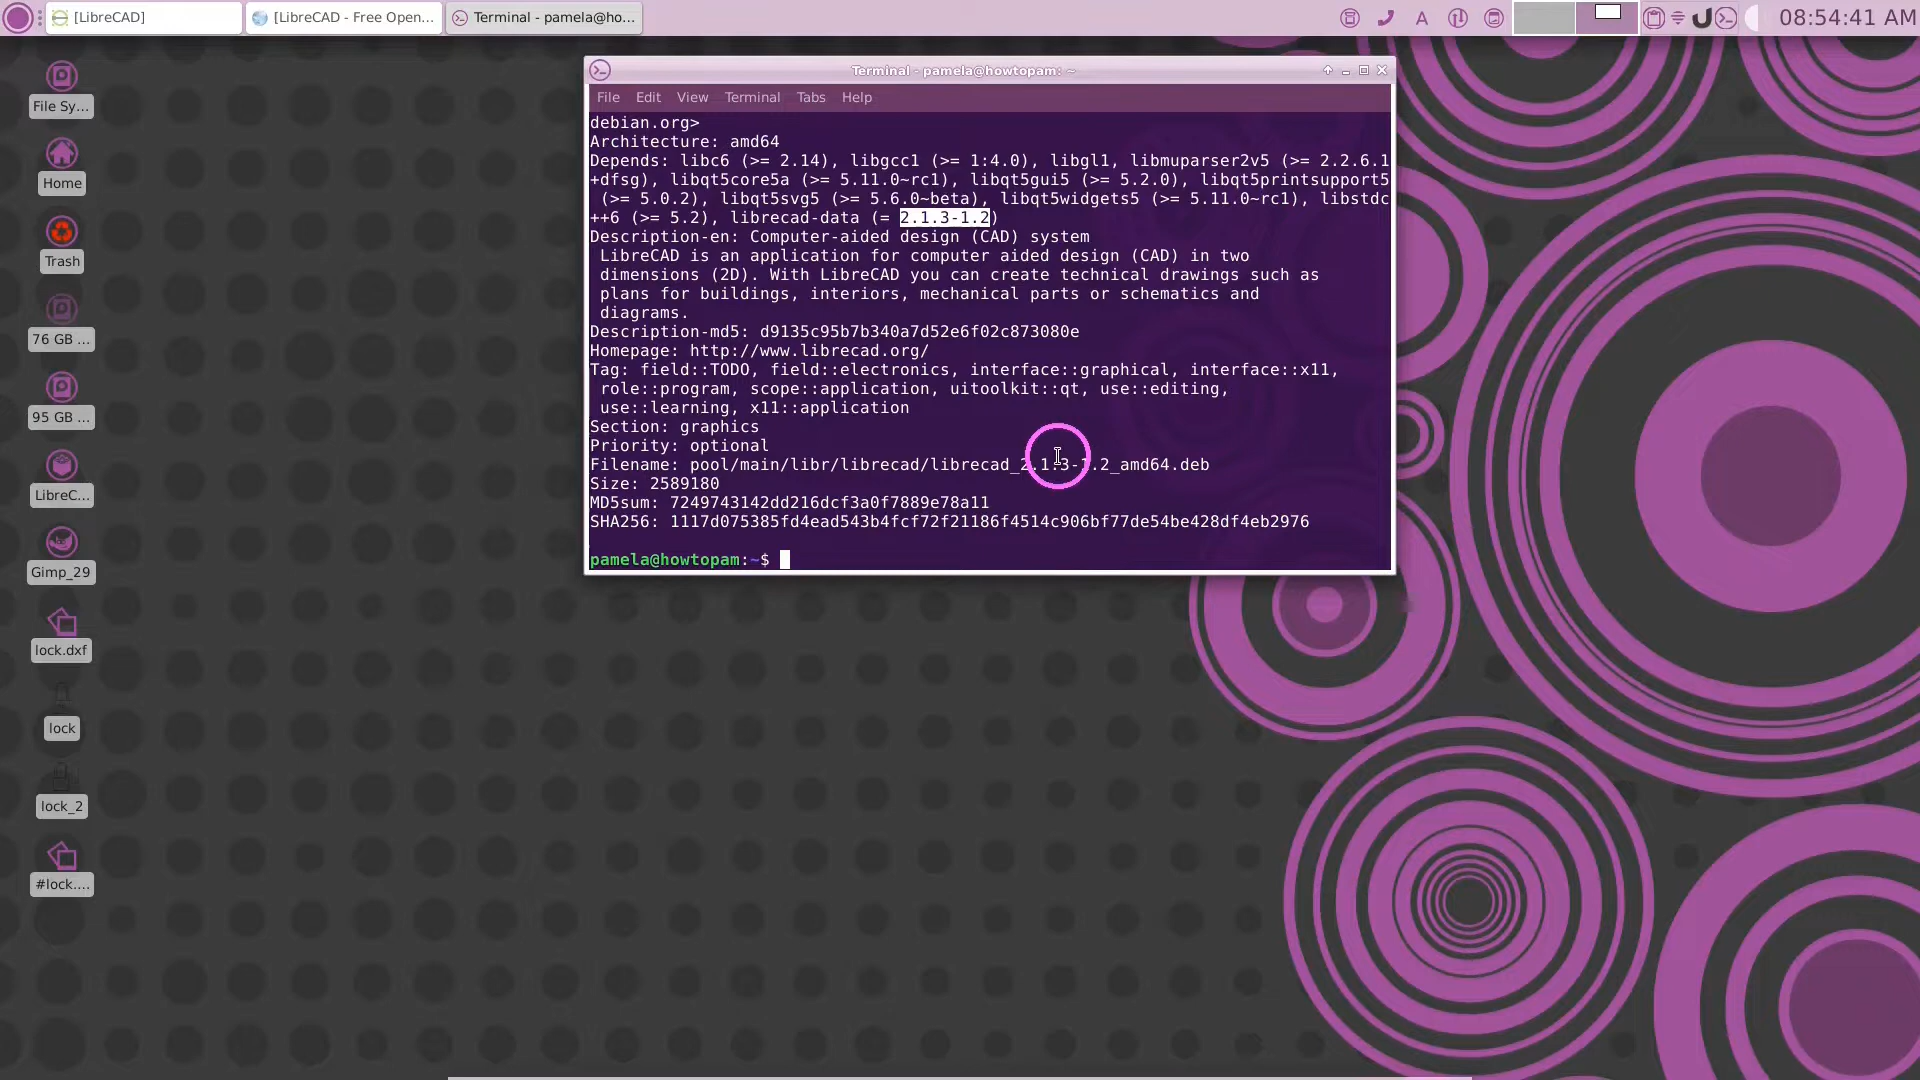 [LibreCAD]
[LibreCAD - Free Open...
Terminal - pamela@ho...
A
08:54:41 AM
File Sy...
Home
Trash
76 GB ...
95 GB ...
LibreC...
Gimp_29
lock.dxf
lock
lock_2
#lock....
Terminal - pamela@howtopam: ~
File Edit View Terminal Tabs Help
debian.org>
Architecture: amd64
Depends: libc6 (>= 2.14), libgcc1 (>= 1:4.0), libgl1, libmuparser2v5 (>= 2.2.6.1
+dfsg), libqt5core5a (>= 5.11.0~rc1), libqt5gui5 (>= 5.2.0), libqt5printsupport5
(>= 5.0.2), libqt5svg5 (>= 5.6.0~beta), libqt5widgets5 (>= 5.11.0~rc1), libstdc
++6 (>= 5.2), librecad-data (= 2.1.3-1.2)
Description-en: Computer-aided design (CAD) system
LibreCAD is an application for computer aided design (CAD) in two
dimensions (2D). With LibreCAD you can create technical drawings such as
plans for buildings, interiors, mechanical parts or schematics and
diagrams.
Description-md5: d9135c95b7b340a7d52e6f02c873080e
Homepage: http://www.librecad.org/
Tag: field::TODO, field::electronics, interface::graphical, interface::x11,
role::program, scope::application, uitoolkit::qt, use::editing,
use::learning, x11::application
Section: graphics
Priority: optional
Filename: pool/main/libr/librecad/librecad_2.1.3-1.2_amd64.deb
Size: 2589180
MD5sum: 7249743142dd216dcf3a0f7889e78a11
SHA256: 1117d075385fd4ead543b4fcf72f21186f4514c906bf77de54be428df4eb2976
pamela@howtopam:~$